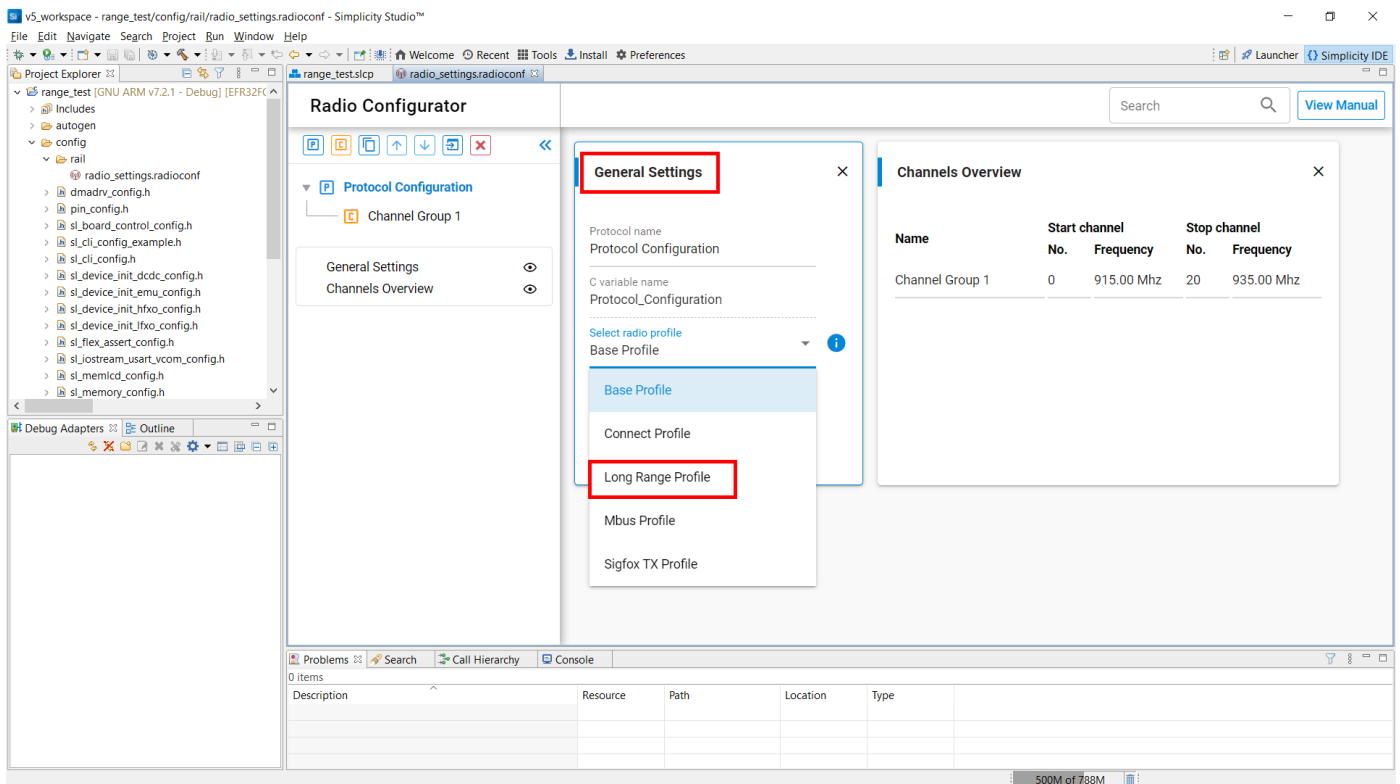 v5_workspace - range_test/config/rail/radio_settings.radioconf - Simplicity Studio™
File Edit Navigate Search Project Run Window Help
Welcome Recent Tools Install Preferences Launcher {} Simplicity IDE
Project Explorer
range_test [GNU ARM v7.2.1 - Debug] [EFR32F
Includes
autogen
config
rail
radio_settings.radioconf
dmadrv_config.h
pin_config.h
sl_board_control_config.h
sl_cli_config_example.h
sl_cli_config.h
sl_device_init_dcdc_config.h
sl_device_init_emu_config.h
sl_device_init_hfxo_config.h
sl_device_init_lfxo_config.h
sl_flex_assert_config.h
sl_iostream_usart_vcom_config.h
sl_memlcd_config.h
sl_memory_config.h
Debug Adapters Outline
range_test.slcp radio_settings.radioconf
Radio Configurator
Search
View Manual
Protocol Configuration
Channel Group 1
General Settings
Channels Overview
General Settings
Protocol name
Protocol Configuration
C variable name
Protocol_Configuration
Select radio profile
Base Profile
Base Profile
Connect Profile
Long Range Profile
Mbus Profile
Sigfox TX Profile
Channels Overview
Start channel Stop channel
Name No. Frequency No. Frequency
Channel Group 1 0 915.00 Mhz 20 935.00 Mhz
Problems Search Call Hierarchy Console
0 items
Description Resource Path Location Type
500M of 788M